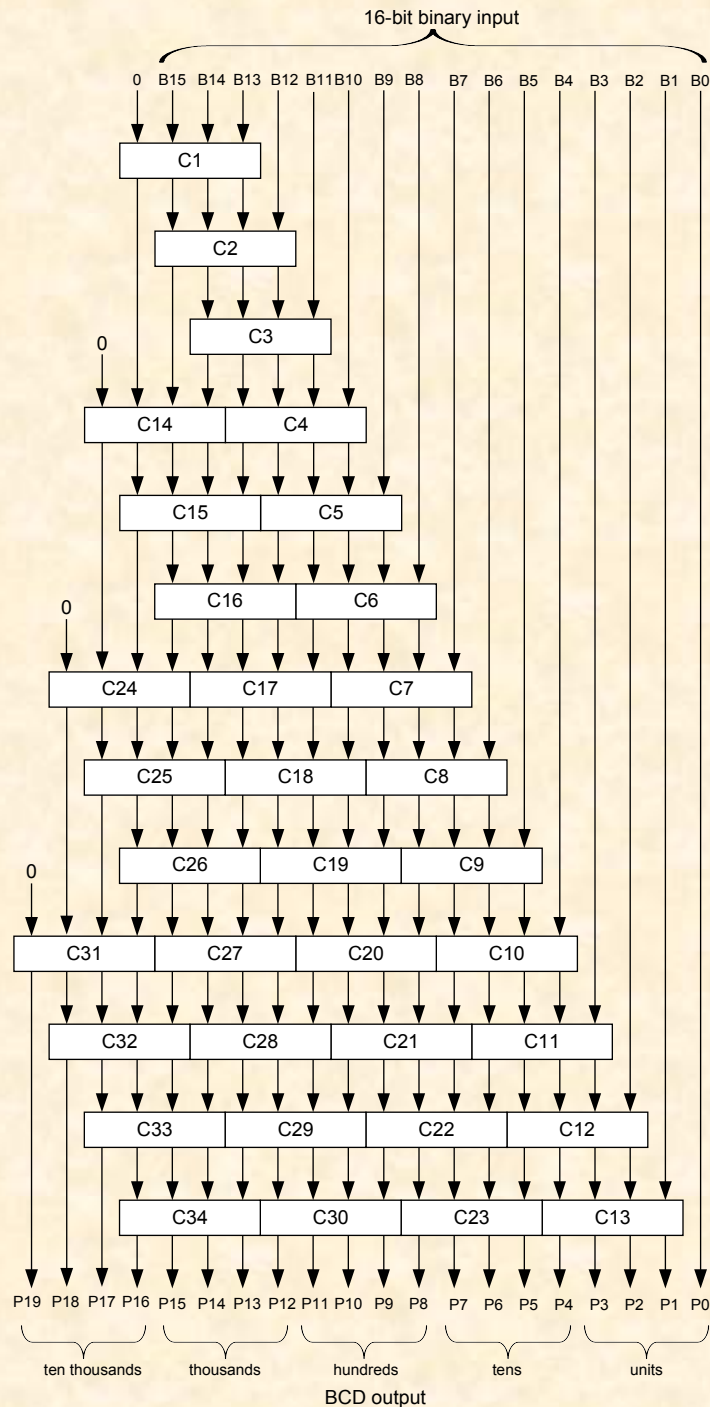 16-bit binary input
0 B15 B14 B13 B12 B11 B10 B9 B8 B7 B6 B5 B4 B3 B2 B1 B0
C1
C2
C3
0
C14 C4
C15 C5
C16 C6
0
C24 C17 C7
C25 C18 C8
C26 C19 C9
0
C31 C27 C20 C10
C32 C28 C21 C11
C33 C29 C22 C12
C34 C30 C23 C13
P19 P18 P17 P16 P15 P14 P13 P12 P11 P10 P9 P8 P7 P6 P5 P4 P3 P2 P1 P0
ten thousands thousands hundreds tens units
BCD output